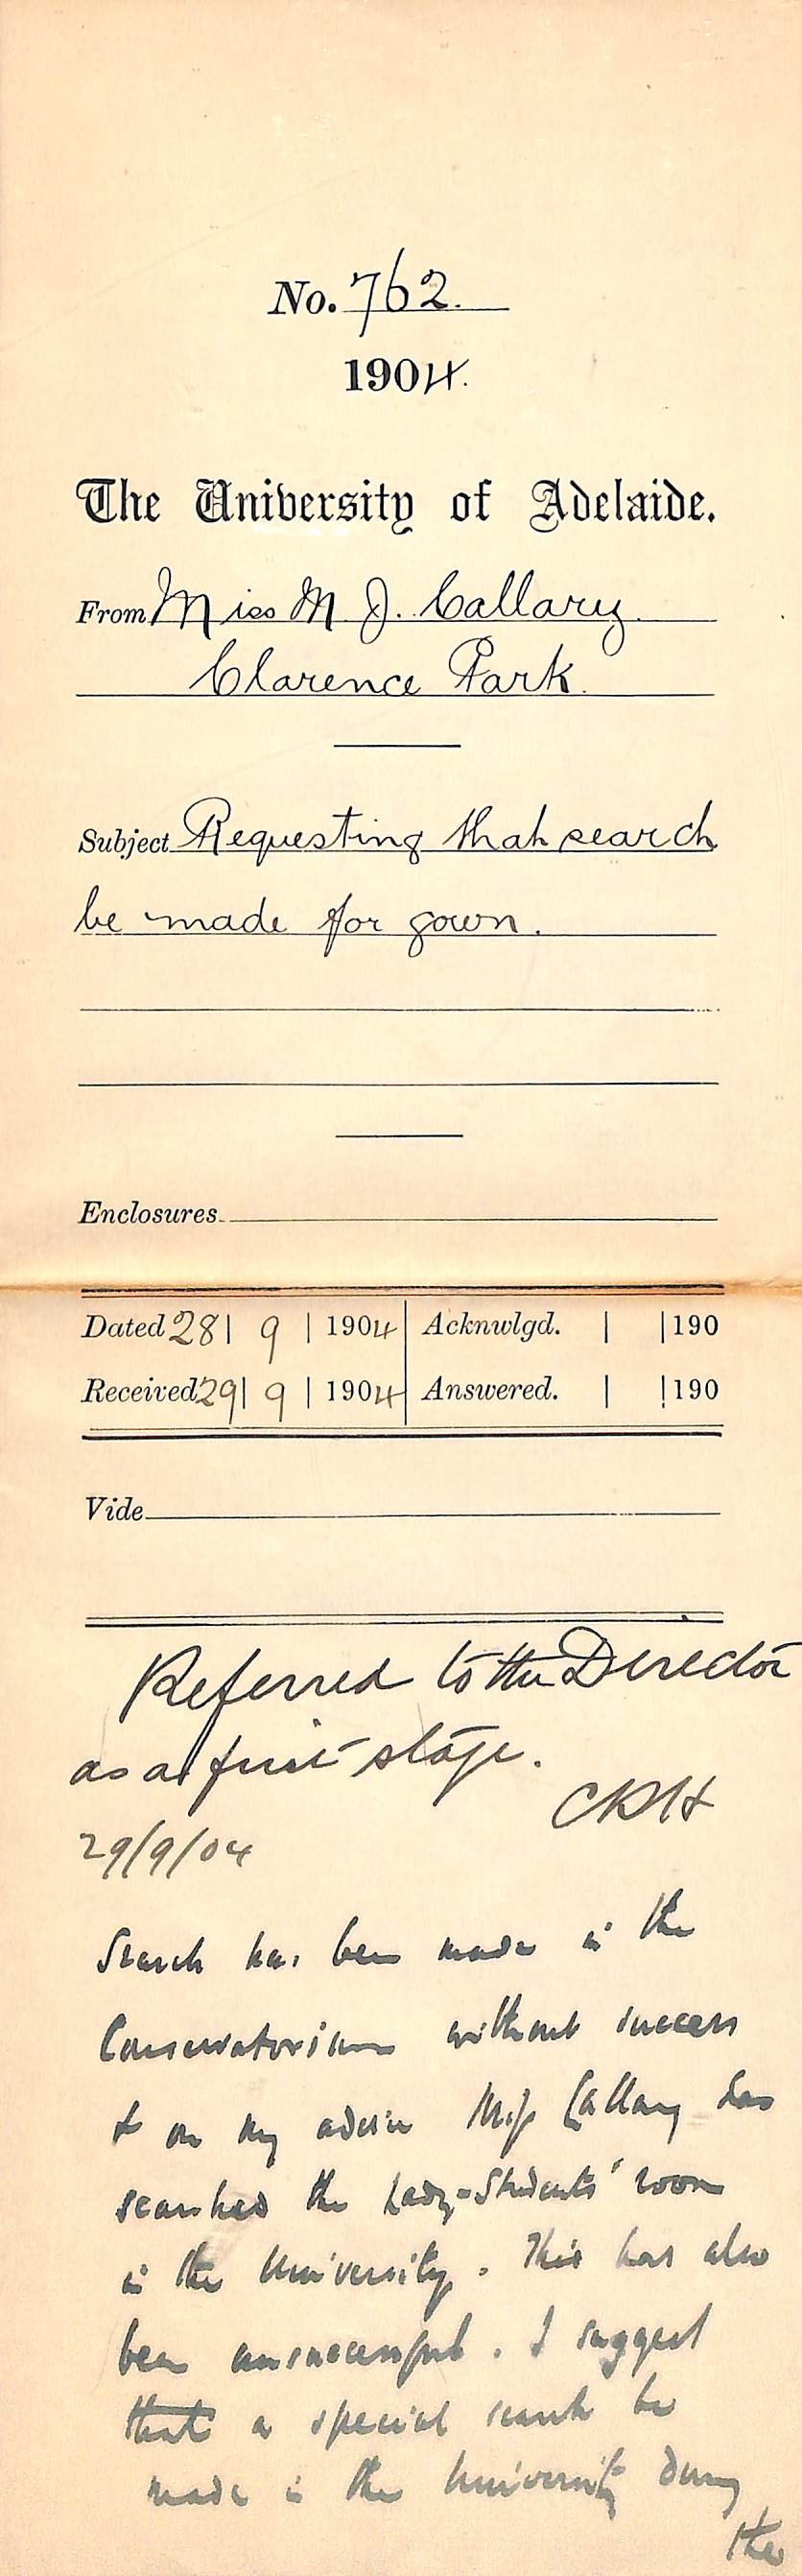 No. 762.
1904.
The University of Adelaide.
From Miss M. J. Callary.
Clarence Park.
Subject Requesting that search
be made for gown.
Enclosures
Dated 28 | 9 | 1904 Acknwlgd. | | 190
Received 29 | 9 | 1904 Answered. | | 190
Vide
Referred to the Director
as a first stage.
CRH
29/9/04
Search has been made in the
Conservatorium without success
& on my advice Miss Callary has
searched the Lady-Students' room
in the University. This has also
been unsuccessful. I suggest
that a special search be
made in the University during
the